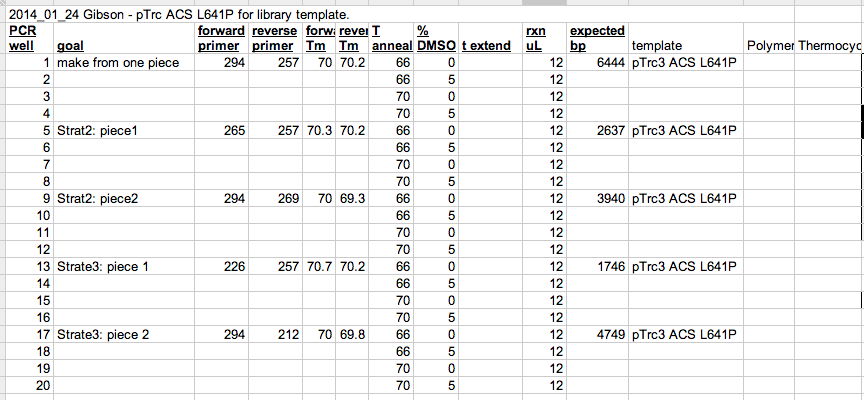 2014_01_24 Gibson - pTrc ACS L641P for library template.
PCR well goal forward primer reverse primer forw Tm rever Tm T anneal % DMSO t extend rxn uL expected bp template Polymer Thermocyc
1 make from one piece 294 257 70 70.2 66 0 12 6444 pTrc3 ACS L641P
2 66 5 12
3 70 0 12
4 70 5 12
5 Strat2: piece1 265 257 70.3 70.2 66 0 12 2637 pTrc3 ACS L641P
6 66 5 12
7 70 0 12
8 70 5 12
9 Strat2: piece2 294 269 70 69.3 66 0 12 3940 pTrc3 ACS L641P
10 66 5 12
11 70 0 12
12 70 5 12
13 Strate3: piece 1 226 257 70.7 70.2 66 0 12 1746 pTrc3 ACS L641P
14 66 5 12
15 70 0 12
16 70 5 12
17 Strate3: piece 2 294 212 70 69.8 66 0 12 4749 pTrc3 ACS L641P
18 66 5 12
19 70 0 12
20 70 5 12